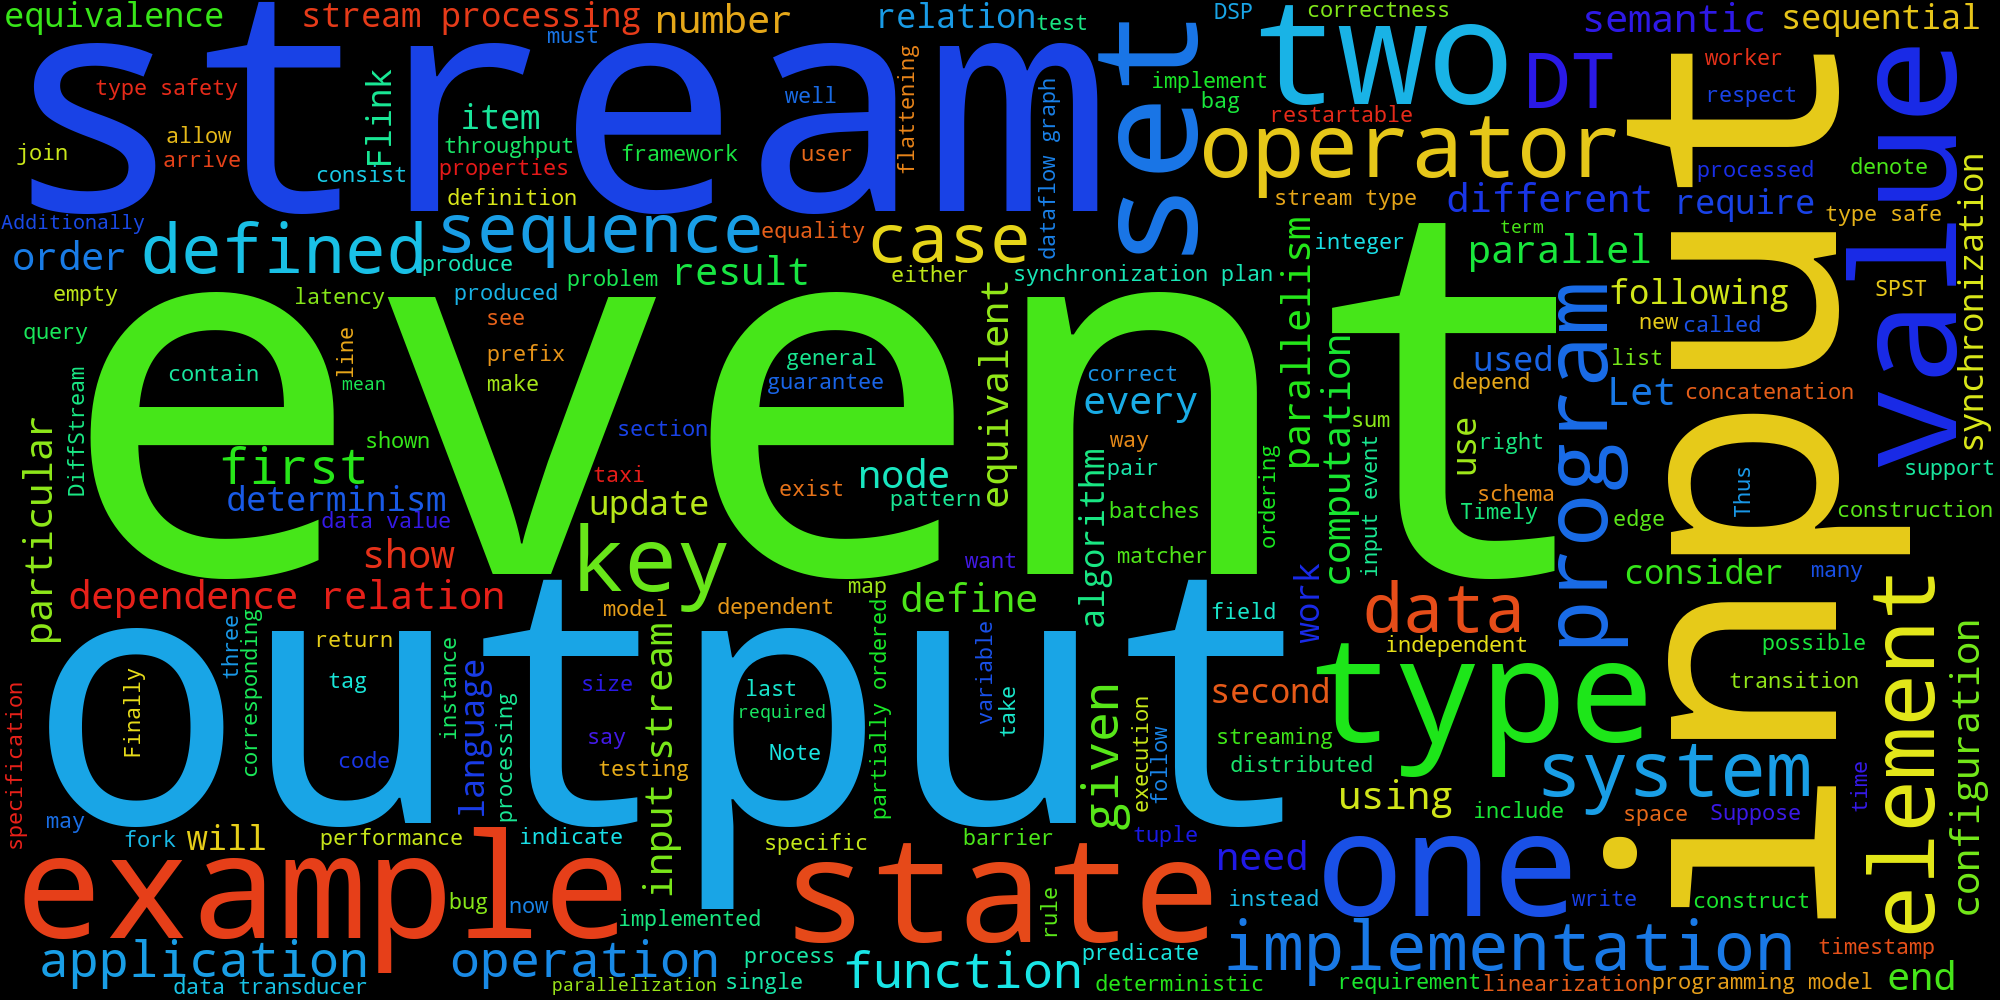 equivalence
stream processing
number
relation
test
DSP
correctness
semantic
sequential
must
stream
set
two
DT
worker
value
type safety
Flink
well
flattening
dataflow graph
implement
bag
respect
restartable
input
item
allow
throughput
operator
join
arrive
properties
framework
user
processed
denote
synchronization
consist
definition
stream type
different
require
type safe
Additionally
sequence
equality
case
parallelism
integer
term
order
defined
produce
result
either
synchronization plan
parallel
problem
empty
latency
produced
equivalent
following
SPST
event
query
line
see
new
called
prefix
general
used
program
list
contain
mean
make
guarantee
correct
computation
depend
Let
concatenation
DiffStream
every
particular
shown
section
sum
way
right
use
first
taxi
node
pair
input event
ordering
support
determinism
update
exist
pattern
algorithm
schema
Thus
data value
batches
Timely
edge
construction
show
key
want
matcher
consider
many
dependence relation
model
dependent
map
define
work
data
element
field
three
corresponding
return
instance
language
input stream
partially ordered
variable
independent
possible
configuration
output
Finally
tag
size
last
take
given
second
type
transition
specification
processing
required
execution
follow
streaming
say
Note
distributed
system
code
testing
using
time
may
include
space
Suppose
fork
will
performance
indicate
specific
barrier
tuple
example
state
need
one
bug
now
rule
instead
write
construct
implemented
application
operation
process
predicate
implementation
timestamp
data transducer
parallelization
single
function
deterministic
requirement
linearization
programming model
end